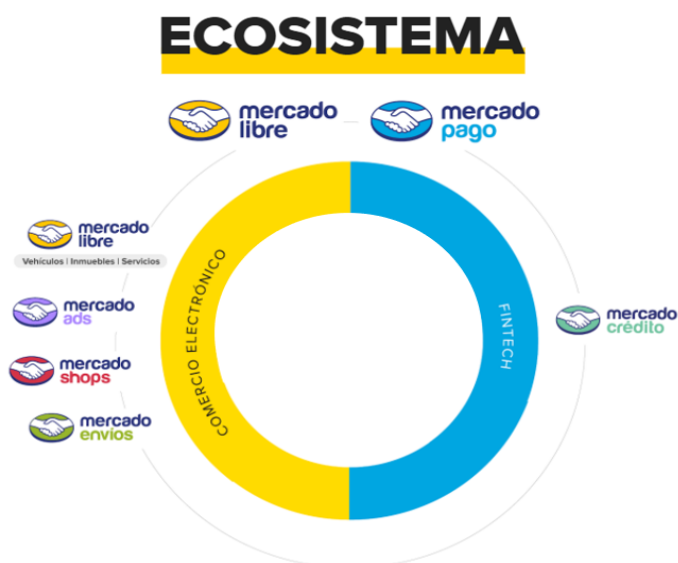 ECOSISTEMA
mercado
libre
mercado
pago
mercado
libre
Vehículos | Inmuebles | Servicios
mercado
ads
mercado
shops
mercado
envios
COMERCIO ELECTRÓNICO
FINTECH
mercado
crédito